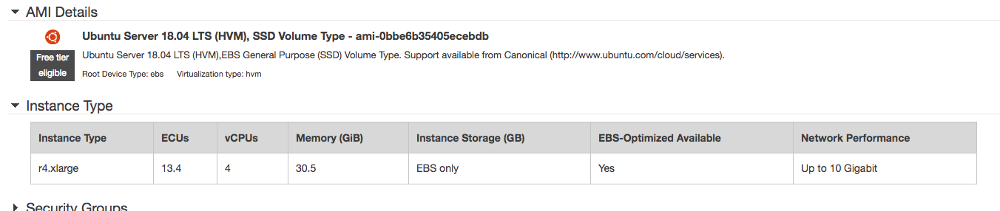 AMI Details
Ubuntu Server 18.04 LTS (HVM), SSD Volume Type - ami-0bbe6b35405ecebdb
Free tier eligible
Ubuntu Server 18.04 LTS (HVM),EBS General Purpose (SSD) Volume Type. Support available from Canonical (http://www.ubuntu.com/cloud/services).
Root Device Type: ebs Virtualization type: hvm
Instance Type
Instance Type ECUs vCPUs Memory (GiB) Instance Storage (GB) EBS-Optimized Available Network Performance
r4.xlarge 13.4 4 30.5 EBS only Yes Up to 10 Gigabit
Security Groups